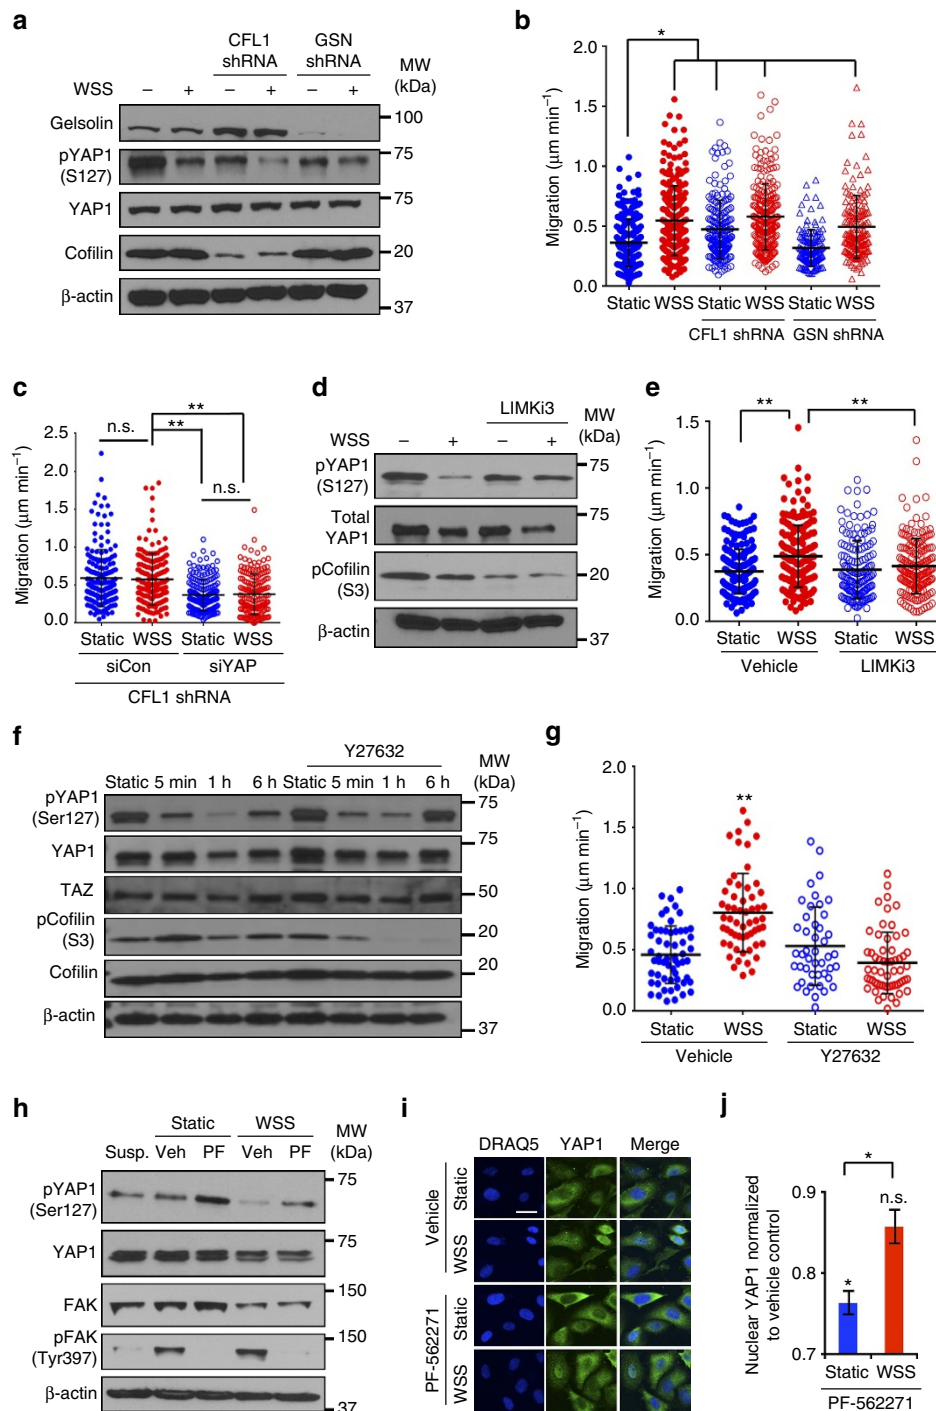 a
CFL1 shRNA
GSN shRNA
MW (kDa)
WSS – + – + – +
Gelsolin
100
pYAP1 (S127)
75
YAP1
75
Cofilin
20
β-actin
37
b
*
Migration (µm min⁻¹)
1.5
1.0
0.5
0.0
Static WSS Static WSS Static WSS
CFL1 shRNA GSN shRNA
c
n.s.
**
**
n.s.
Migration (µm min⁻¹)
2.5
2.0
1.5
1.0
0.5
0.0
Static WSS Static WSS
siCon siYAP
CFL1 shRNA
d
LIMKi3
MW (kDa)
WSS – + – +
pYAP1 (S127)
75
Total YAP1
75
pCofilin (S3)
20
β-actin
37
e
**
**
Migration (µm min⁻¹)
1.5
1.0
0.5
0.0
Static WSS Static WSS
Vehicle LIMKi3
f
Y27632
MW (kDa)
Static 5 min 1 h 6 h Static 5 min 1 h 6 h
pYAP1 (Ser127)
75
YAP1
75
TAZ
50
pCofilin (S3)
20
Cofilin
20
β-actin
37
g
**
Migration (µm min⁻¹)
2.0
1.5
1.0
0.5
0.0
Static WSS Static WSS
Vehicle Y27632
h
Static WSS
MW (kDa)
Susp. Veh PF Veh PF
pYAP1 (Ser127)
75
YAP1
75
FAK
150
pFAK (Tyr397)
150
β-actin
37
i
DRAQ5 YAP1 Merge
Vehicle
Static
WSS
PF-562271
Static
WSS
j
*
n.s.
*
Nuclear YAP1 normalized to vehicle control
0.9
0.8
0.7
Static WSS
PF-562271